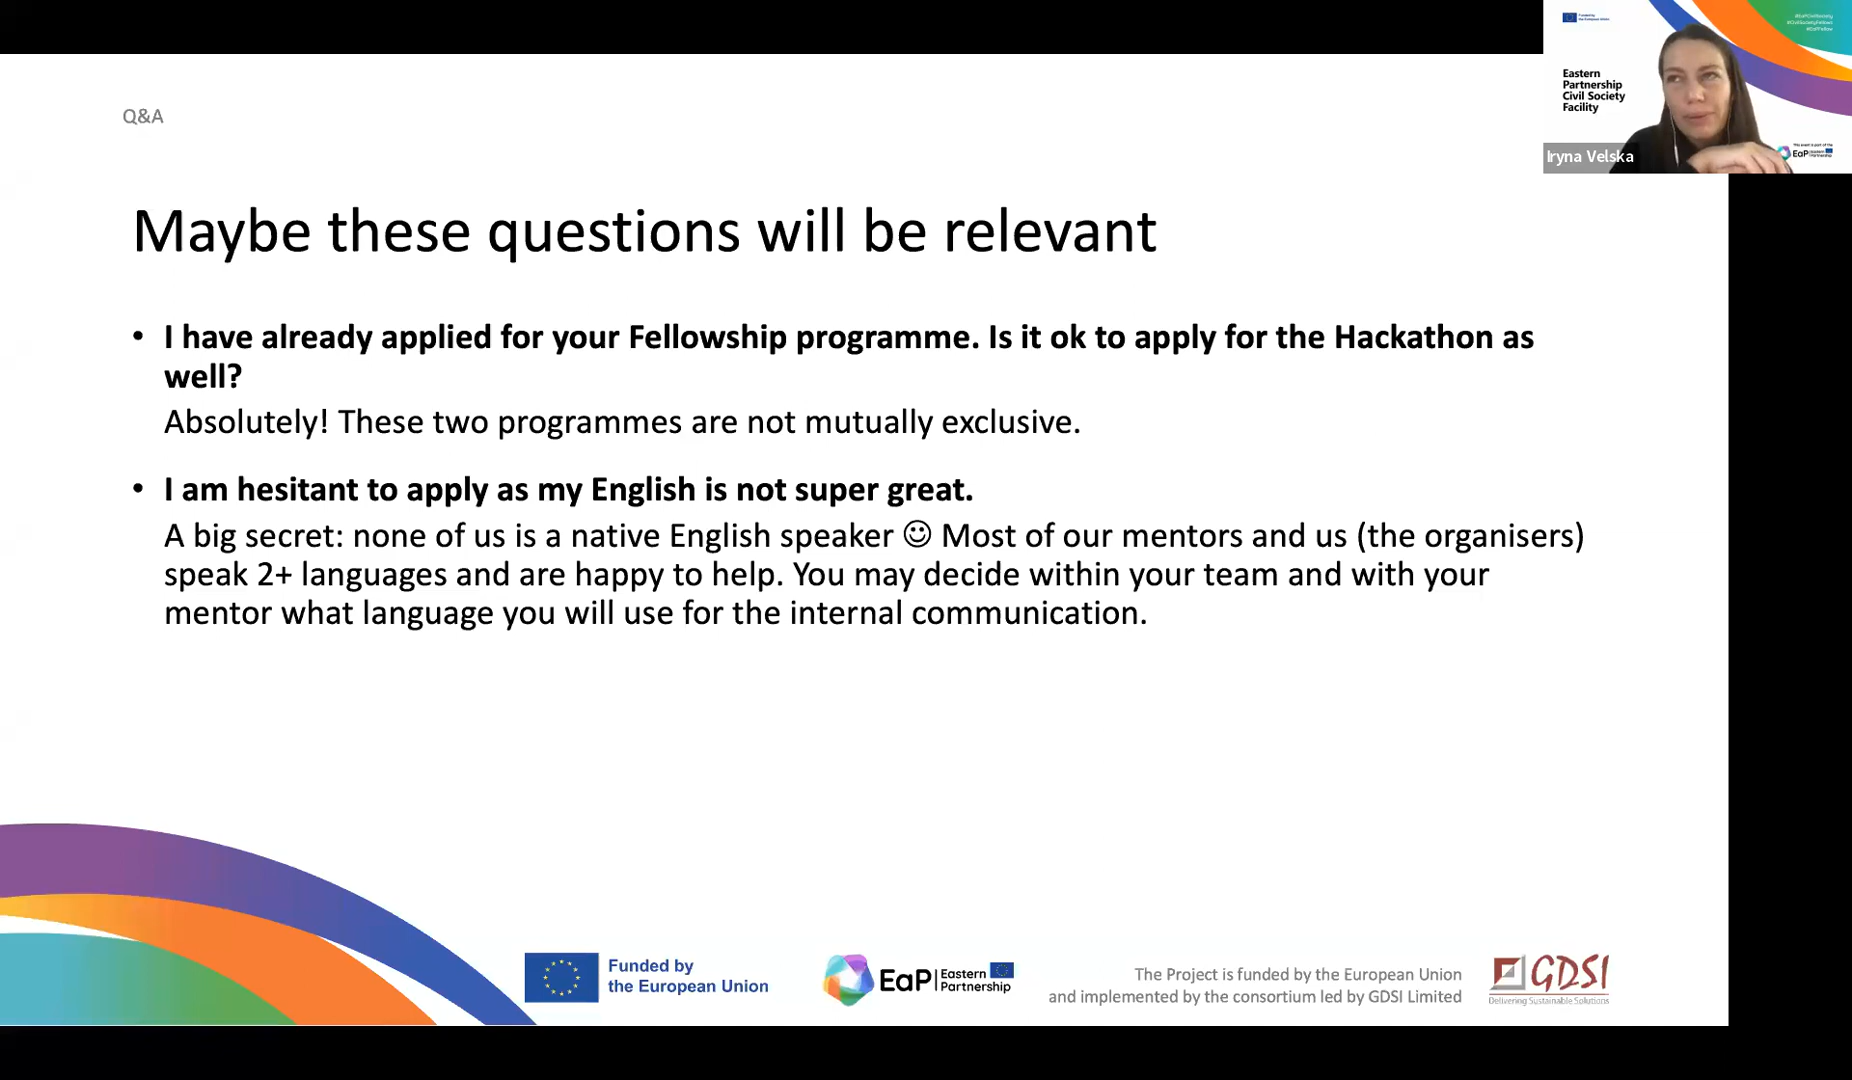 Q&A
Maybe these questions will be relevant
• I have already applied for your Fellowship programme. Is it ok to apply for the Hackathon as
well?
Absolutely! These two programmes are not mutually exclusive.
• I am hesitant to apply as my English is not super great.
A big secret: none of us is a native English speaker ☺ Most of our mentors and us (the organisers)
speak 2+ languages and are happy to help. You may decide within your team and with your
mentor what language you will use for the internal communication.
Funded by
the European Union
EaP
Eastern
Partnership
The Project is funded by the European Union
and implemented by the consortium led by GDSI Limited
GDSI
Delivering Sustainable Solutions
Eastern
Partnership
Civil Society
Facility
Iryna Velska
EaP